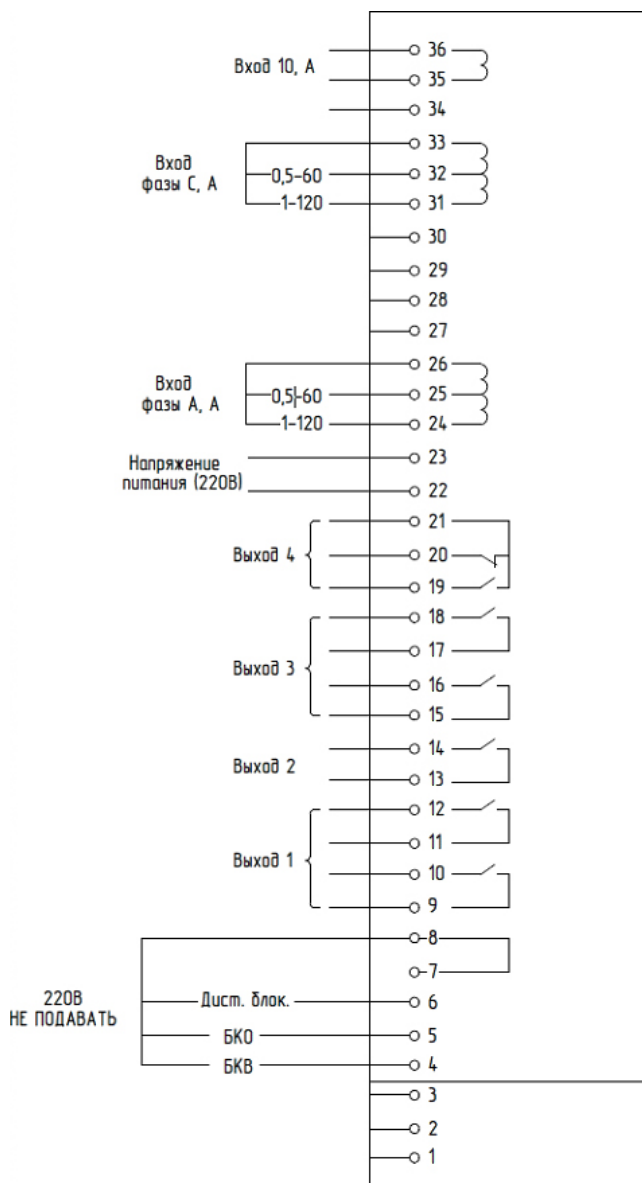 Вход 10, А
36
35
34
Вход
фазы С, А
33
0,5-60 32
1-120 31
30
29
28
27
Вход
фазы А, А
26
0,5-60 25
1-120 24
Напряжение
питания (220В)
23
22
Выход 4
21
20
19
Выход 3
18
17
16
15
Выход 2
14
13
Выход 1
12
11
10
9
220В
НЕ ПОДАВАТЬ
8
7
Дист. блок. 6
БКО 5
БКВ 4
3
2
1